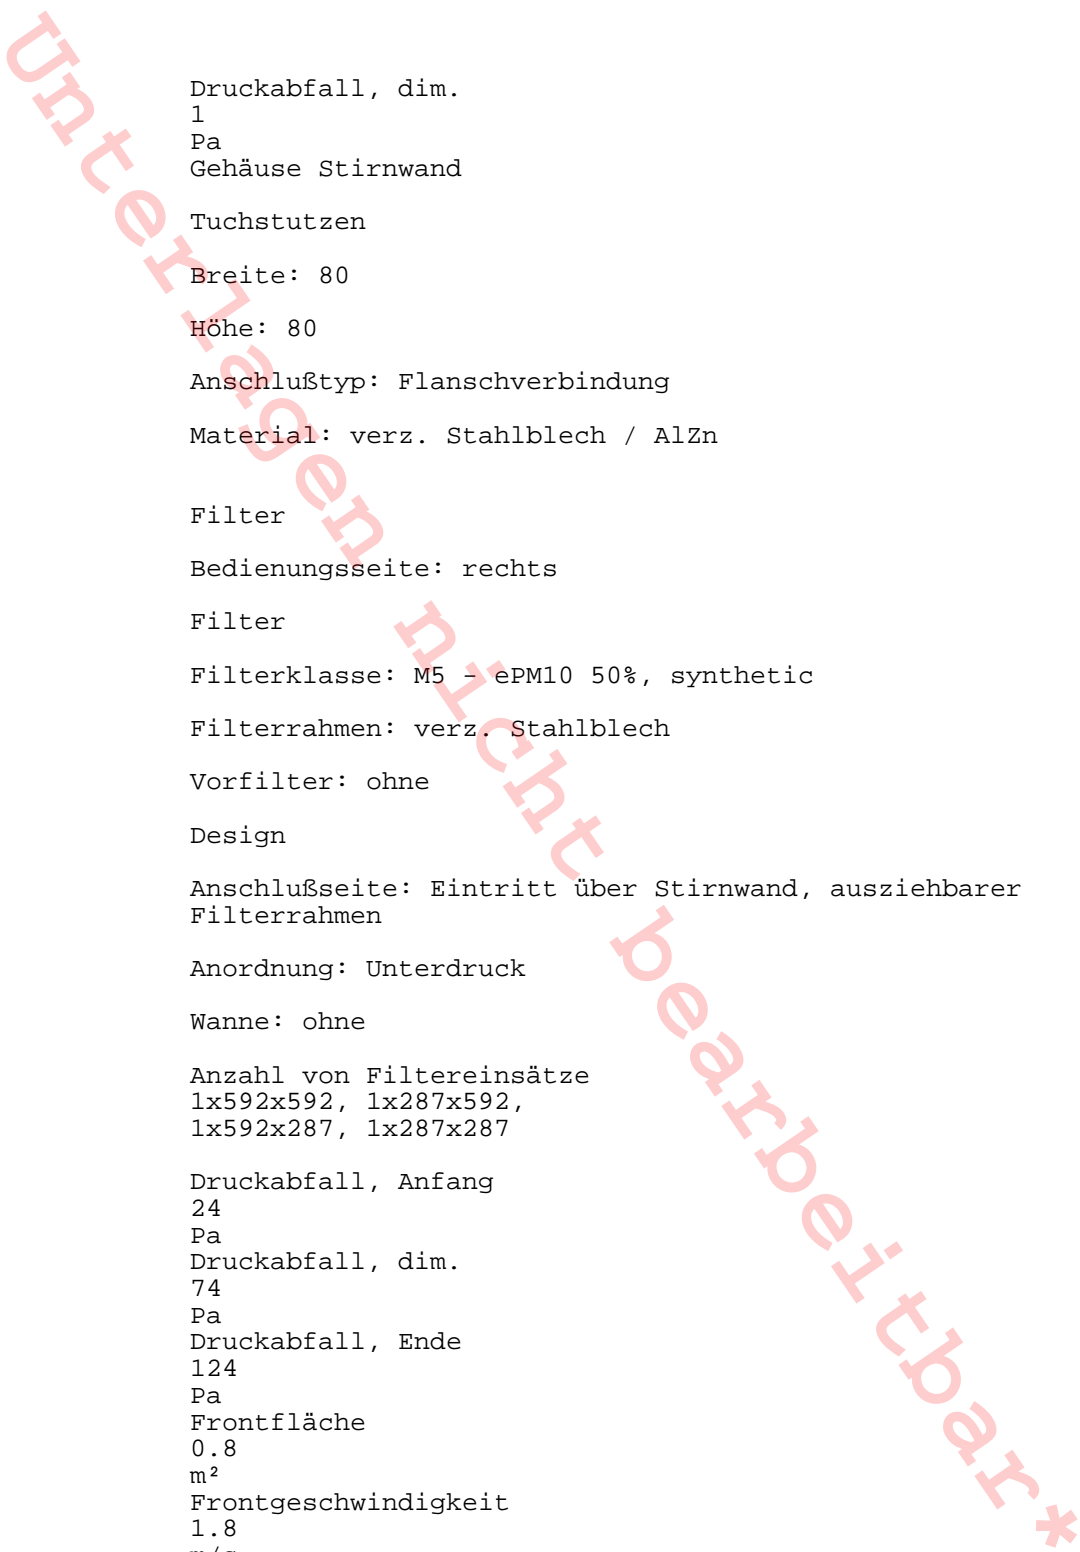 Druckabfall, dim.
1
Pa
Gehäuse Stirnwand
Tuchstutzen
Breite: 80
Höhe: 80
Anschlußtyp: Flanschverbindung
Material: verz. Stahlblech / AlZn
Filter
Bedienungsseite: rechts
Filter
Filterklasse: M5 - ePM10 50%, synthetic
Filterrahmen: verz. Stahlblech
Vorfilter: ohne
Design
Anschlußseite: Eintritt über Stirnwand, ausziehbarer
Filterrahmen
Anordnung: Unterdruck
Wanne: ohne
Anzahl von Filtereinsätze
1x592x592, 1x287x592,
1x592x287, 1x287x287
Druckabfall, Anfang
24
Pa
Druckabfall, dim.
74
Pa
Druckabfall, Ende
124
Pa
Frontfläche
0.8
m²
Frontgeschwindigkeit
1.8
m/s
Unterlagen nicht bearbeitbar*